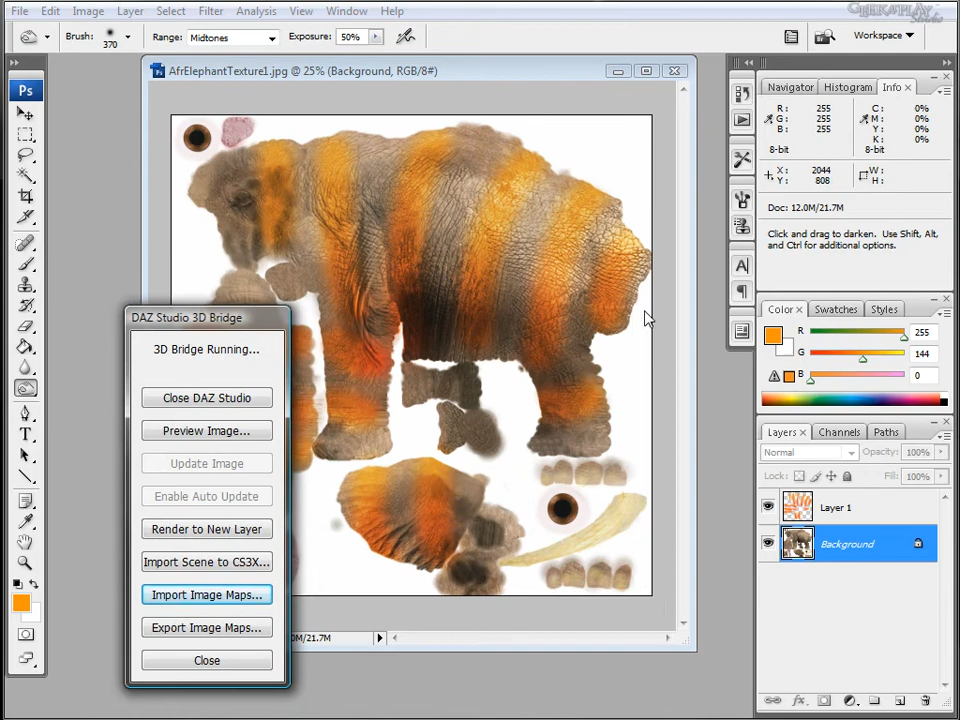 File Edit Image Layer Select Filter Analysis View Window Help
GEEKATPLAY
Studio
Brush: 370 Range: Midtones Exposure: 50% Workspace
Ps
AfrElephantTexture1.jpg @ 25% (Background, RGB/8#)
T
DAZ Studio 3D Bridge
3D Bridge Running...
Close DAZ Studio
Preview Image...
Update Image
Enable Auto Update
Render to New Layer
Import Scene to CS3X...
Import Image Maps...
Export Image Maps...
Close
0M/21.7M
A
Navigator Histogram Info ×
R: 255 C: 0%
G: 255 M: 0%
B: 255 Y: 0%
K: 0%
8-bit 8-bit
X: 2044 W:
Y: 808 H:
Doc: 12.0M/21.7M
Click and drag to darken. Use Shift, Alt,
and Ctrl for additional options.
Color × Swatches Styles
R 255
G 144
B 0
Layers × Channels Paths
Normal Opacity: 100%
Lock: Fill: 100%
Layer 1
Background